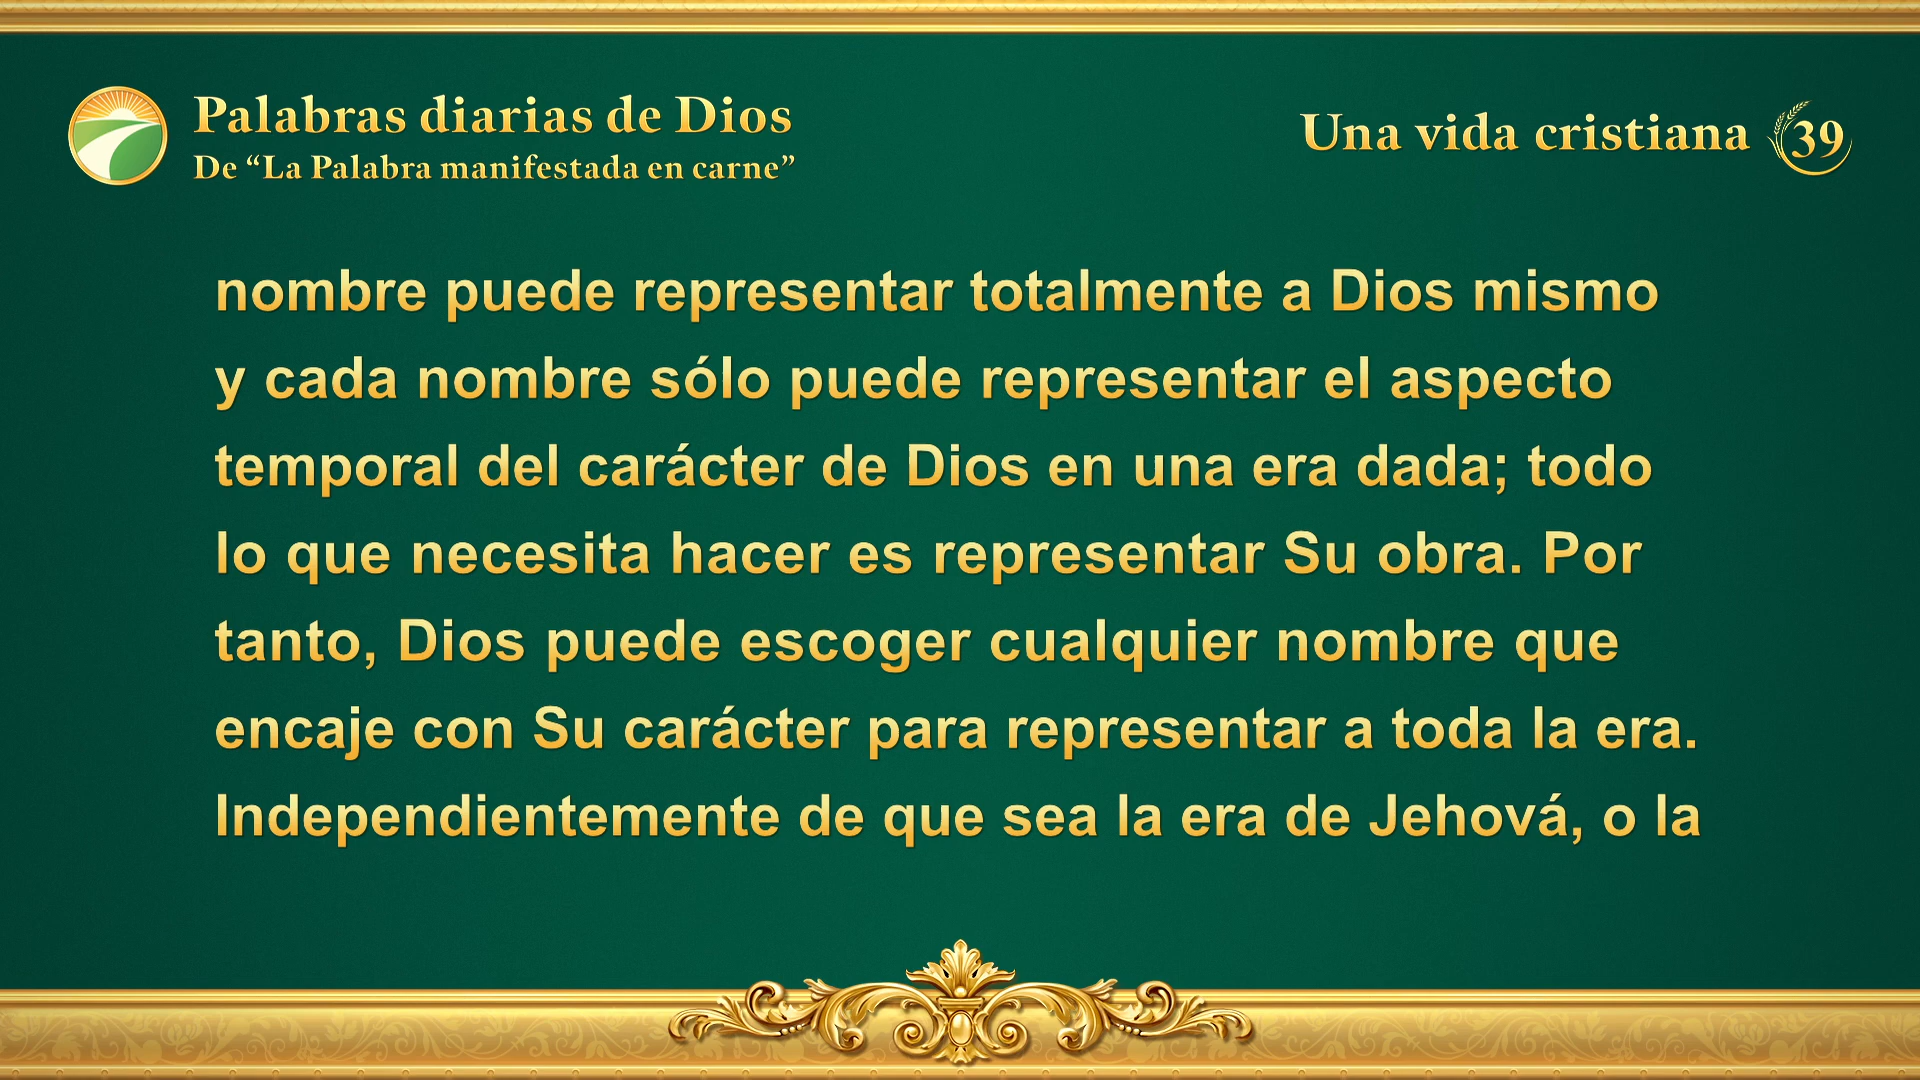 Palabras diarias de Dios
De “La Palabra manifestada en carne”
Una vida cristiana 39
nombre puede representar totalmente a Dios mismo
y cada nombre sólo puede representar el aspecto
temporal del carácter de Dios en una era dada; todo
lo que necesita hacer es representar Su obra. Por
tanto, Dios puede escoger cualquier nombre que
encaje con Su carácter para representar a toda la era.
Independientemente de que sea la era de Jehová, o la